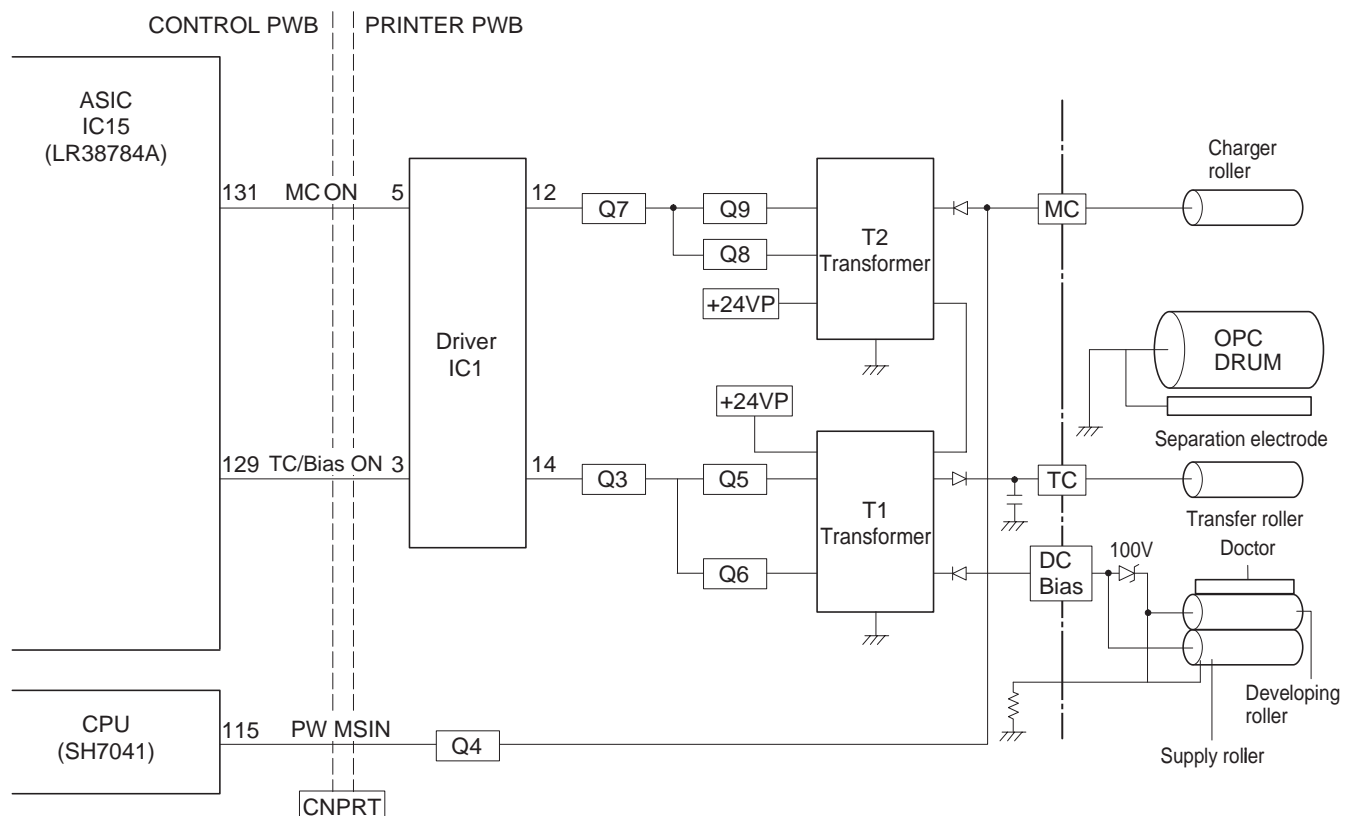 CONTROL PWB
PRINTER PWB
ASIC
IC15
(LR38784A)
131
MC ON
5
Driver
IC1
12
Q7
Q9
Q8
+24VP
T2
Transformer
MC
Charger
roller
OPC
DRUM
Separation electrode
129
TC/Bias ON
3
14
Q3
+24VP
Q5
Q6
T1
Transformer
TC
Transfer roller
DC
Bias
100V
Doctor
Developing
roller
Supply roller
CPU
(SH7041)
115
PW MSIN
Q4
CNPRT